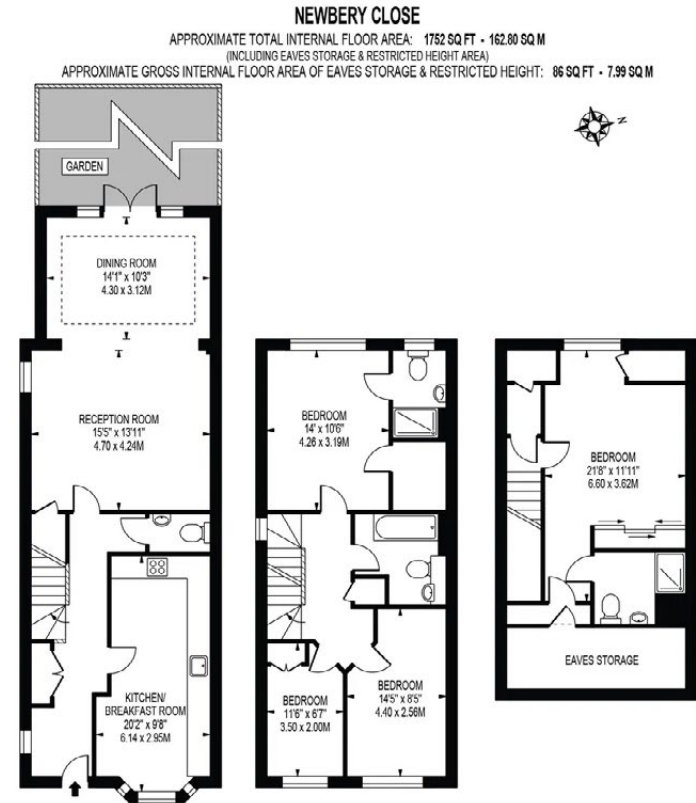 NEWBERY CLOSE
APPROXIMATE TOTAL INTERNAL FLOOR AREA: 1752 SQ FT - 162.80 SQ M
(INCLUDING EAVES STORAGE & RESTRICTED HEIGHT AREA)
APPROXIMATE GROSS INTERNAL FLOOR AREA OF EAVES STORAGE & RESTRICTED HEIGHT: 86 SQ FT - 7.99 SQ M
N
GARDEN
DINING ROOM
14'1" x 10'3"
4.30 x 3.12M
RECEPTION ROOM
15'5" x 13'11"
4.70 x 4.24M
KITCHEN/
BREAKFAST ROOM
20'2" x 9'8"
6.14 x 2.95M
BEDROOM
14' x 10'6"
4.26 x 3.19M
BEDROOM
11'6" x 6'7"
3.50 x 2.00M
BEDROOM
14'5" x 8'5"
4.40 x 2.56M
BEDROOM
21'8" x 11'11"
6.60 x 3.62M
EAVES STORAGE